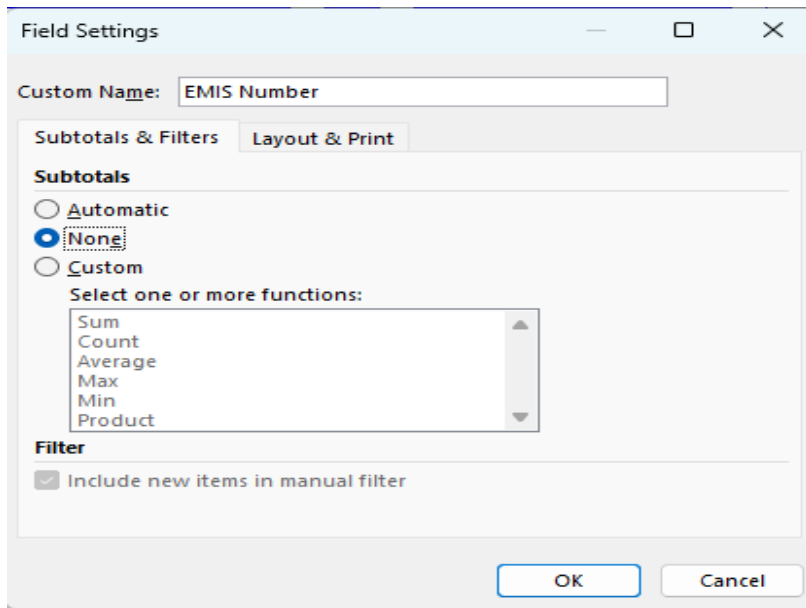 Field Settings
Custom Name: EMIS Number
Subtotals & Filters Layout & Print
Subtotals
Automatic
None
Custom
Select one or more functions:
Sum
Count
Average
Max
Min
Product
Filter
Include new items in manual filter
OK Cancel